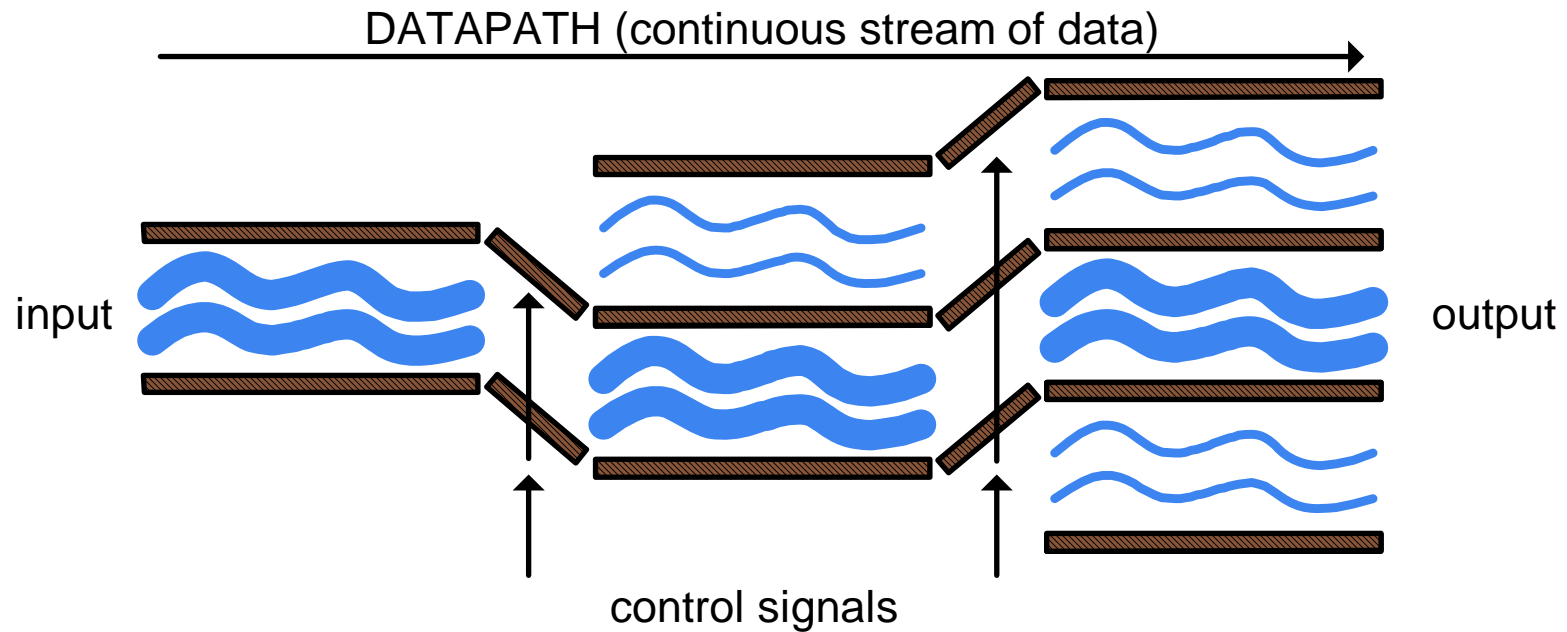 DATAPATH (continuous stream of data)
input
output
control signals